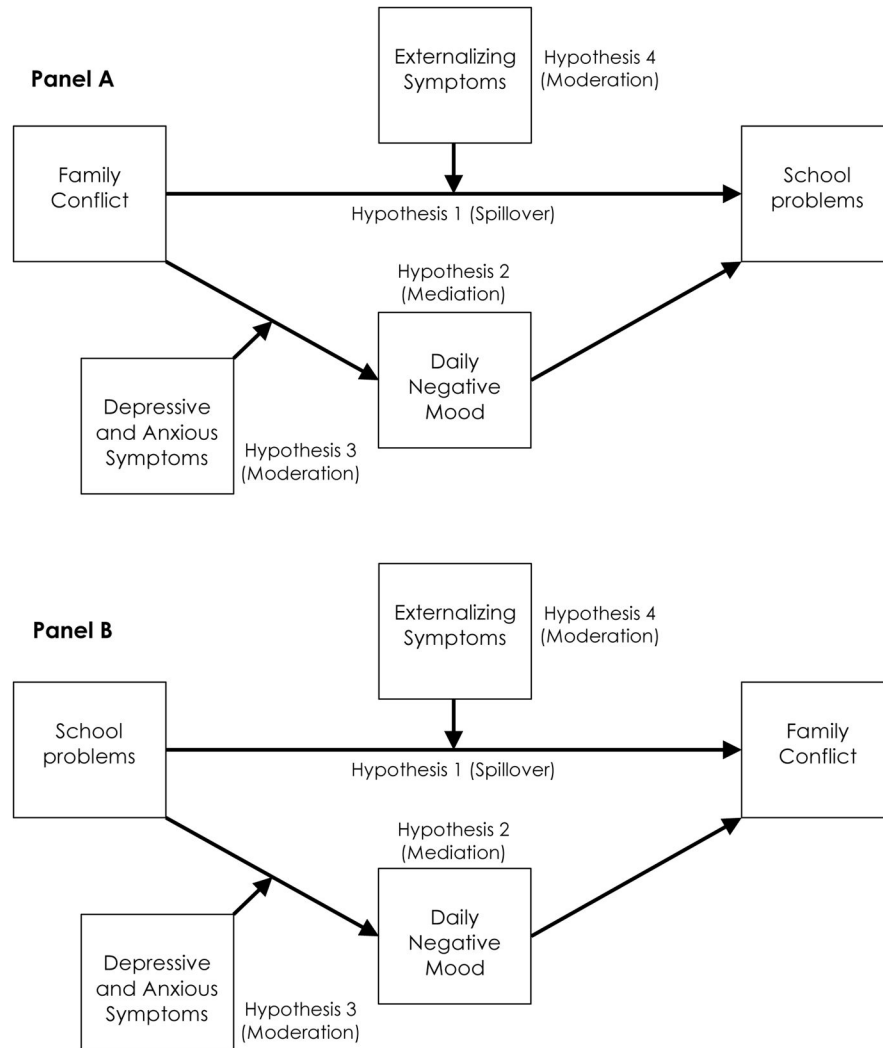 Panel A
Externalizing
Symptoms
Hypothesis 4
(Moderation)
Family
Conflict
School
problems
Hypothesis 1 (Spillover)
Hypothesis 2
(Mediation)
Daily
Negative
Mood
Depressive
and Anxious
Symptoms
Hypothesis 3
(Moderation)
Panel B
Externalizing
Symptoms
Hypothesis 4
(Moderation)
School
problems
Family
Conflict
Hypothesis 1 (Spillover)
Hypothesis 2
(Mediation)
Daily
Negative
Mood
Depressive
and Anxious
Symptoms
Hypothesis 3
(Moderation)